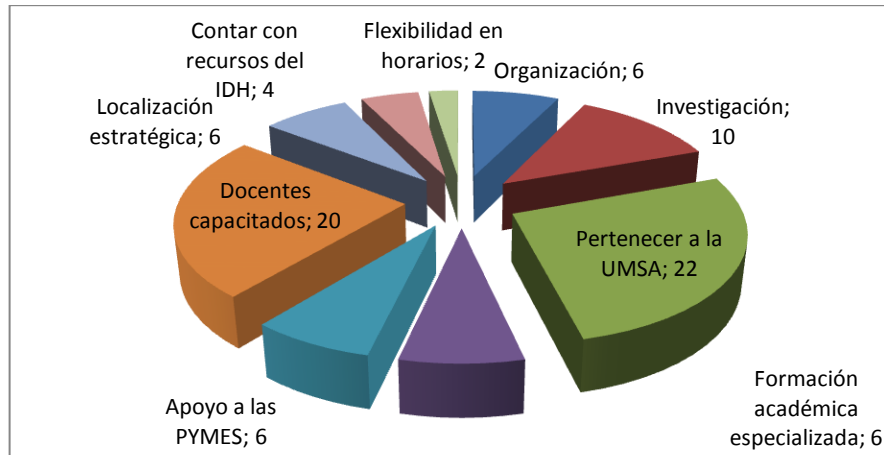 Contar con
recursos del
IDH; 4
Flexibilidad en
horarios; 2
Organización; 6
Localización
estratégica; 6
Investigación;
10
Docentes
capacitados; 20
Pertenecer a la
UMSA; 22
Apoyo a las
PYMES; 6
Formación
académica
especializada; 6